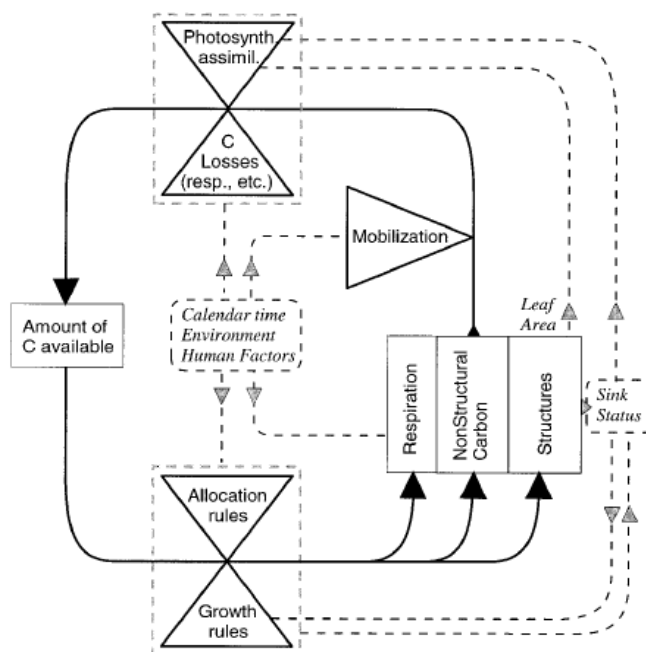 Photosynth.
assimil.
C
Losses
(resp., etc.)
Mobilization
Leaf
Area
Amount of
C available
Calendar time
Environment
Human Factors
Respiration
NonStructural
Carbon
Structures
Sink
Status
Allocation
rules
Growth
rules